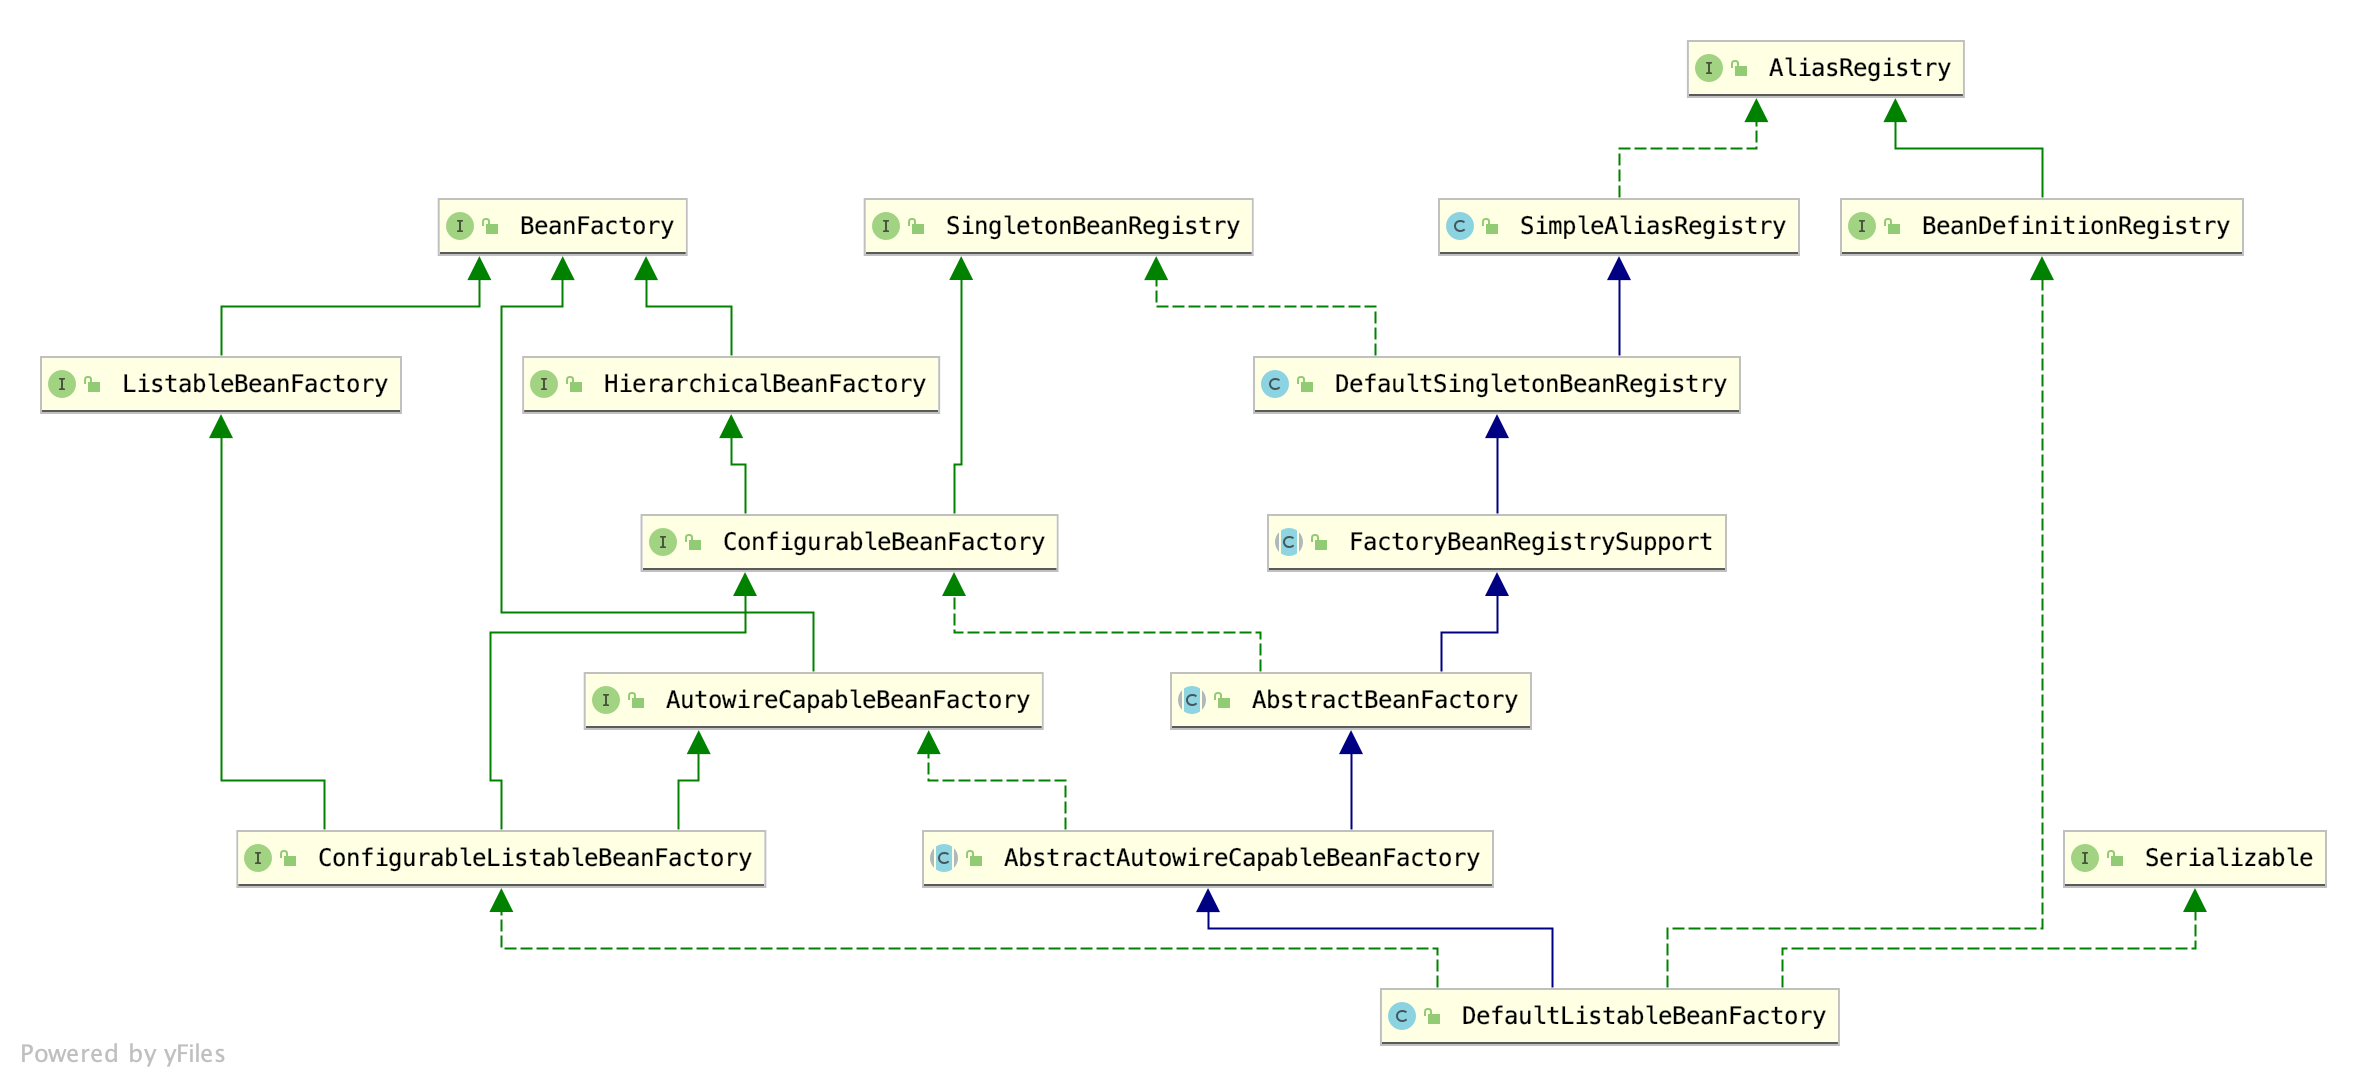 I AliasRegistry
I BeanFactory
I SingletonBeanRegistry
C SimpleAliasRegistry
I BeanDefinitionRegistry
I ListableBeanFactory
I HierarchicalBeanFactory
C DefaultSingletonBeanRegistry
I ConfigurableBeanFactory
C FactoryBeanRegistrySupport
I AutowireCapableBeanFactory
C AbstractBeanFactory
I ConfigurableListableBeanFactory
C AbstractAutowireCapableBeanFactory
I Serializable
C DefaultListableBeanFactory
Powered by yFiles